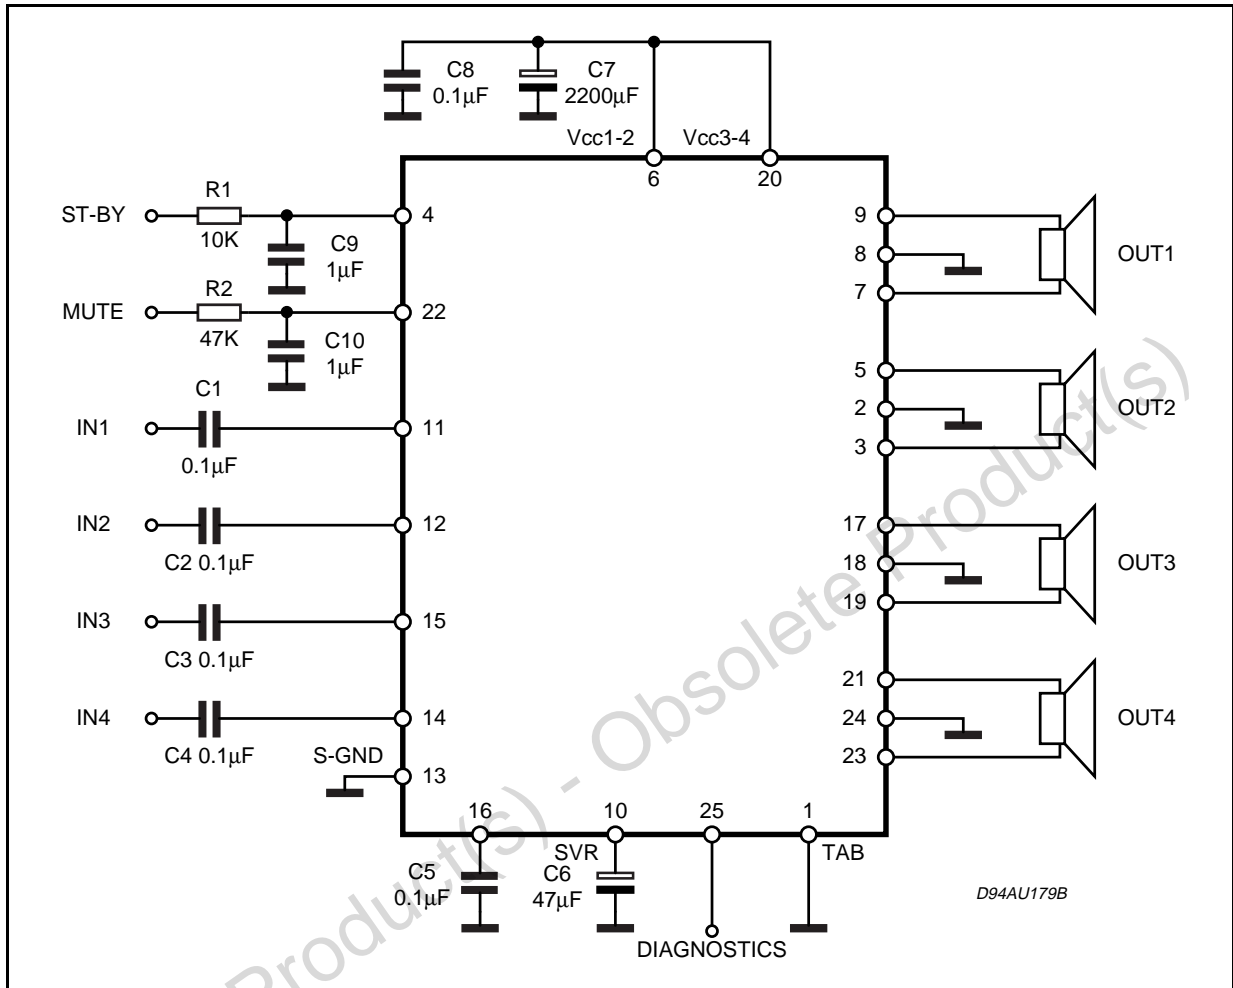 C8
0.1μF
C7
2200μF
Vcc1-2
Vcc3-4
6
20
ST-BY
R1
10K
4
C9
1μF
MUTE
R2
47K
22
C10
1μF
IN1
C1
0.1μF
11
IN2
C2 0.1μF
12
IN3
C3 0.1μF
15
IN4
C4 0.1μF
14
S-GND
13
9
8
7
OUT1
5
2
3
OUT2
17
18
19
OUT3
21
24
23
OUT4
16
10
25
1
SVR
TAB
C5
0.1μF
C6
47μF
DIAGNOSTICS
D94AU179B
Product(s) - Obsolete Product(s)